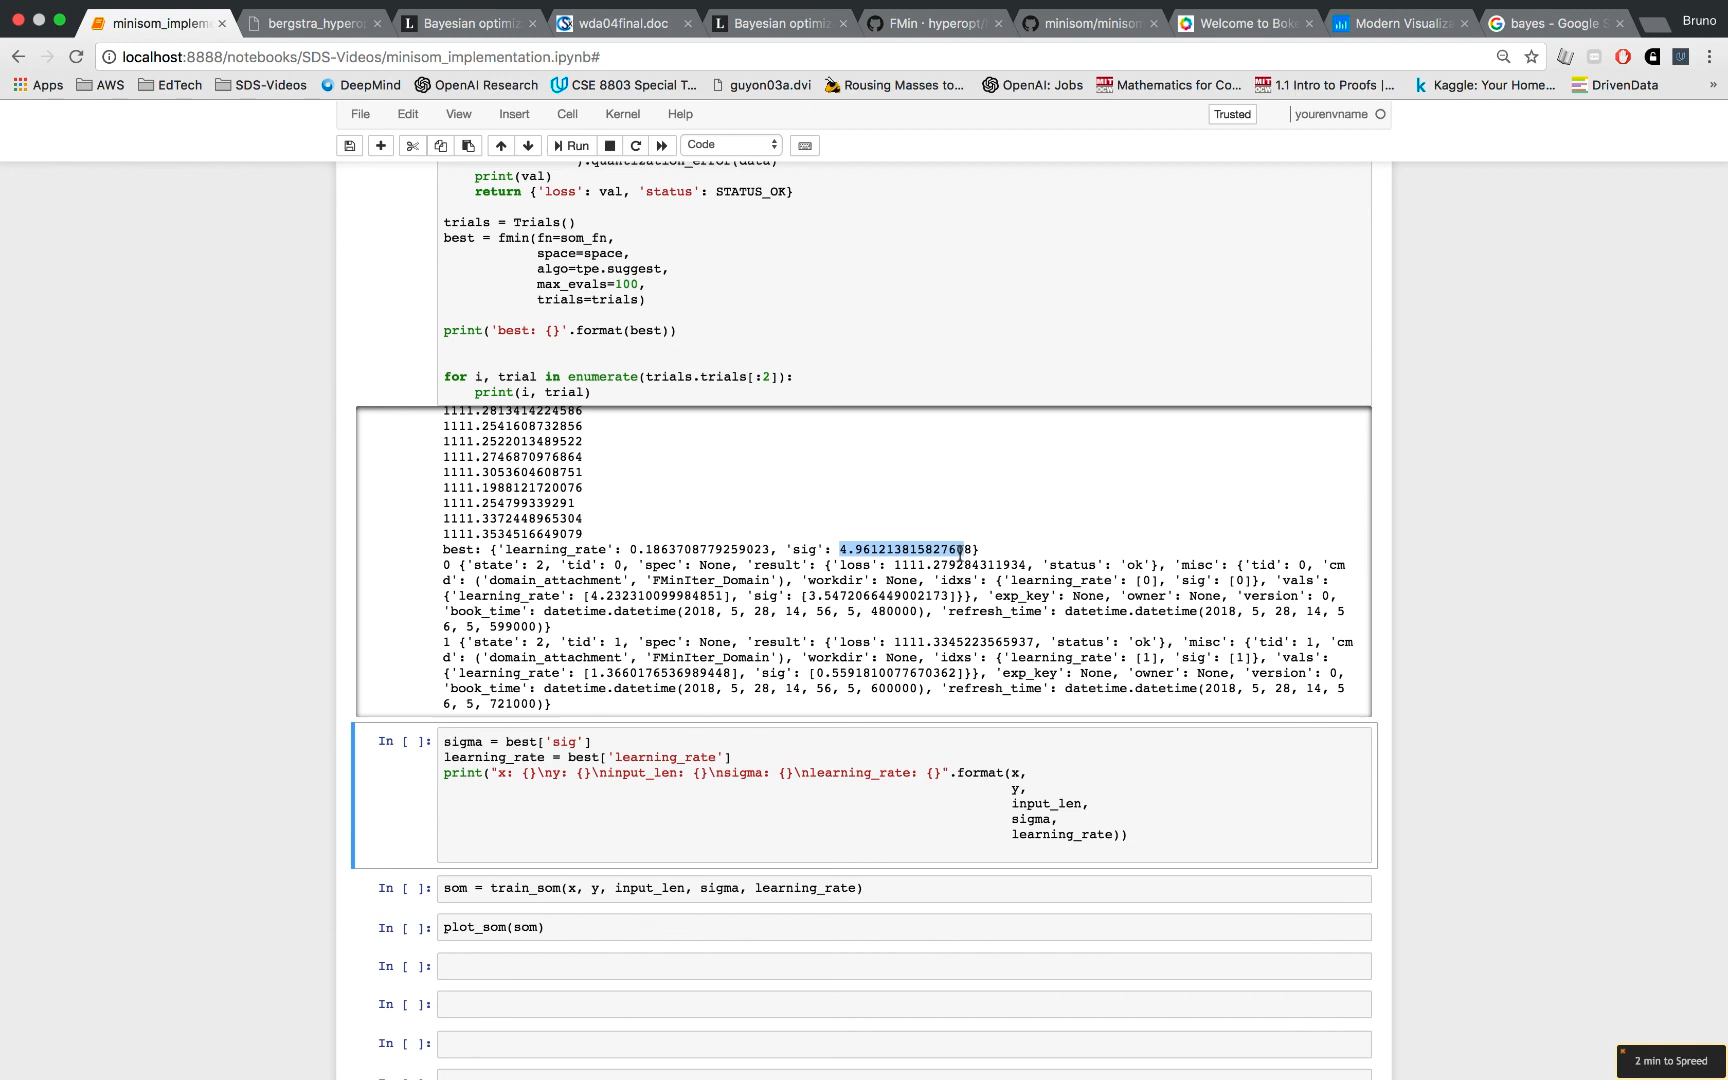 minisom_impleme
bergstra_hyperop
Bayesian optimiz
wda04final.doc
Bayesian optimiz
FMin · hyperopt/h
minisom/minisom
Welcome to Boke
Modern Visualiza
bayes - Google S
Bruno
localhost:8888/notebooks/SDS-Videos/minisom_implementation.ipynb#
Apps AWS EdTech SDS-Videos DeepMind OpenAI Research CSE 8803 Special T... guyon03a.dvi Rousing Masses to... OpenAI: Jobs Mathematics for Co... 1.1 Intro to Proofs |... Kaggle: Your Home... DrivenData »
File Edit View Insert Cell Kernel Help Trusted yourenvname
Run Code
).quantization_error(data)
print(val)
return {'loss': val, 'status': STATUS_OK}
trials = Trials()
best = fmin(fn=som_fn,
space=space,
algo=tpe.suggest,
max_evals=100,
trials=trials)
print('best: {}'.format(best))
for i, trial in enumerate(trials.trials[:2]):
print(i, trial)
1111.2813414224586
1111.2541608732856
1111.2522013489522
1111.2746870976864
1111.3053604608751
1111.1988121720076
1111.254799339291
1111.3372448965304
1111.3534516649079
best: {'learning_rate': 0.1863708779259023, 'sig': 4.961213815827608}
0 {'state': 2, 'tid': 0, 'spec': None, 'result': {'loss': 1111.279284311934, 'status': 'ok'}, 'misc': {'tid': 0, 'cm
d': ('domain_attachment', 'FMinIter_Domain'), 'workdir': None, 'idxs': {'learning_rate': [0], 'sig': [0]}, 'vals':
{'learning_rate': [4.232310099984851], 'sig': [3.5472066449002173]}}, 'exp_key': None, 'owner': None, 'version': 0,
'book_time': datetime.datetime(2018, 5, 28, 14, 56, 5, 480000), 'refresh_time': datetime.datetime(2018, 5, 28, 14, 5
6, 5, 599000)}
1 {'state': 2, 'tid': 1, 'spec': None, 'result': {'loss': 1111.3345223565937, 'status': 'ok'}, 'misc': {'tid': 1, 'cm
d': ('domain_attachment', 'FMinIter_Domain'), 'workdir': None, 'idxs': {'learning_rate': [1], 'sig': [1]}, 'vals':
{'learning_rate': [1.3660176536989448], 'sig': [0.5591810077670362]}}, 'exp_key': None, 'owner': None, 'version': 0,
'book_time': datetime.datetime(2018, 5, 28, 14, 56, 5, 600000), 'refresh_time': datetime.datetime(2018, 5, 28, 14, 5
6, 5, 721000)}
In [ ]: sigma = best['sig']
learning_rate = best['learning_rate']
print("x: {}\ny: {}\ninput_len: {}\nsigma: {}\nlearning_rate: {}".format(x,
y,
input_len,
sigma,
learning_rate))
In [ ]: som = train_som(x, y, input_len, sigma, learning_rate)
In [ ]: plot_som(som)
In [ ]:
In [ ]:
In [ ]:
2 min to Spreed